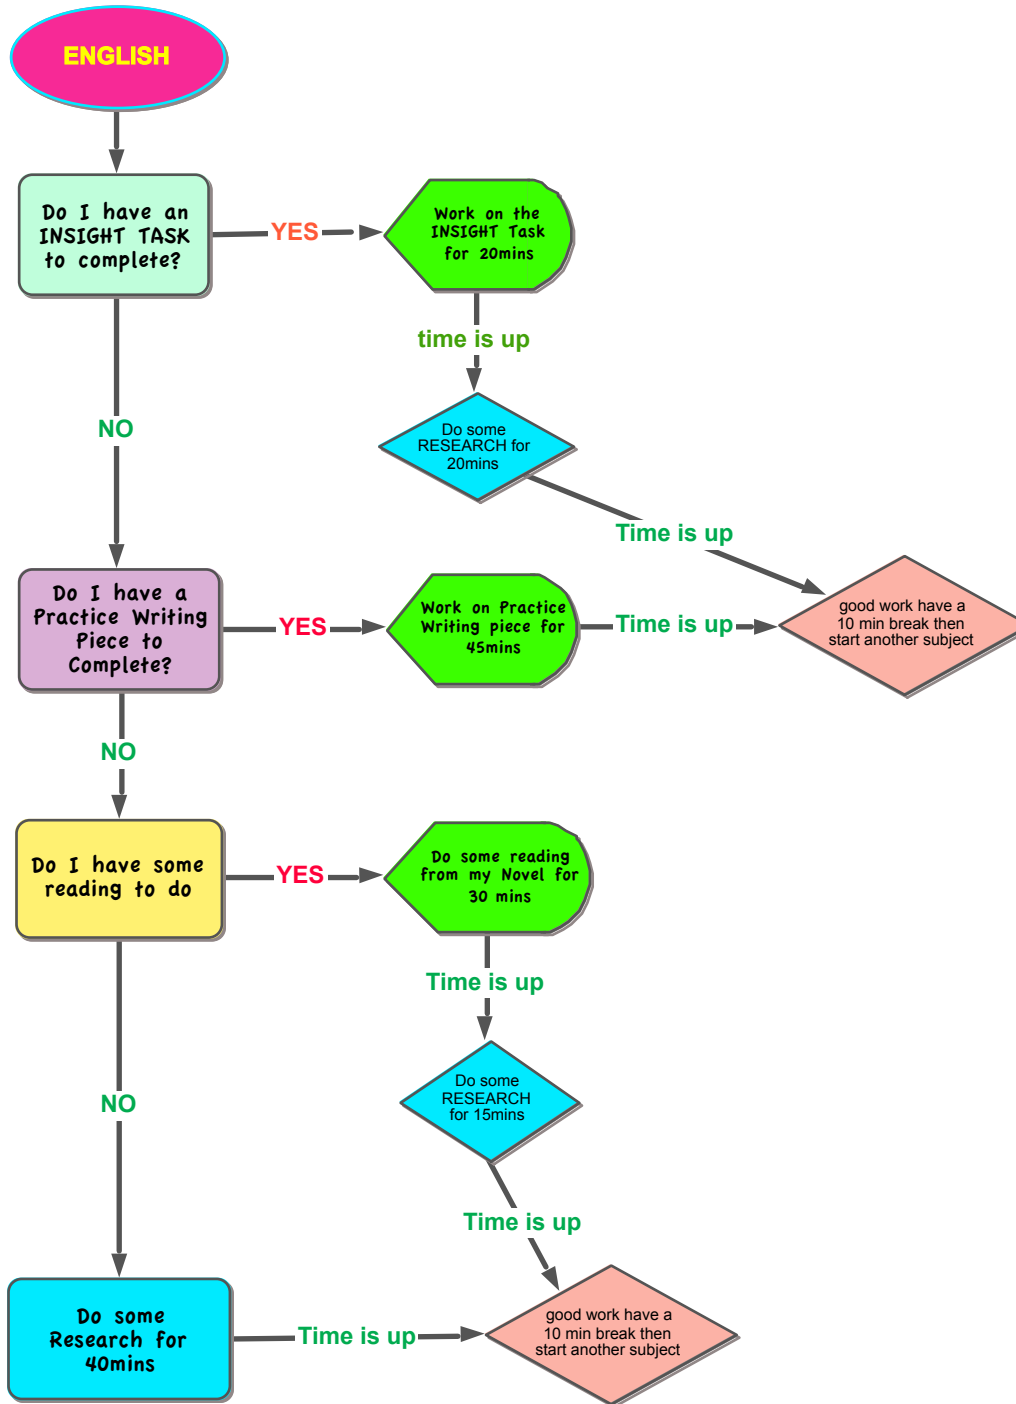 ENGLISH
Do I have an
INSIGHT TASK
to complete?
YES
Work on the
INSIGHT Task
for 20mins
time is up
Do some
RESEARCH for
20mins
Time is up
good work have a
10 min break then
start another subject
NO
Do I have a
Practice Writing
Piece to
Complete?
YES
Work on Practice
Writing piece for
45mins
Time is up
NO
Do I have some
reading to do
YES
Do some reading
from my Novel for
30 mins
Time is up
Do some
RESEARCH
for 15mins
Time is up
NO
Do some
Research for
40mins
Time is up
good work have a
10 min break then
start another subject